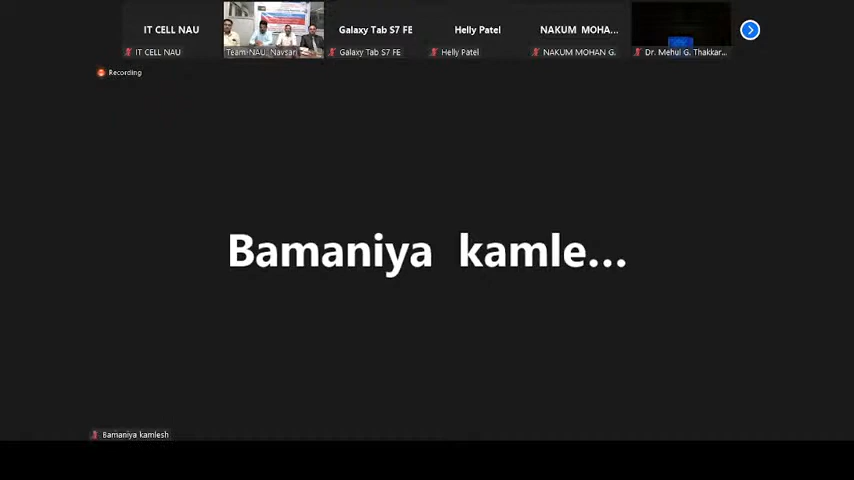 IT CELL NAU
Galaxy Tab S7 FE
Helly Patel
NAKUM MOHA...
IT CELL NAU
Team-NAU, Navsari
Galaxy Tab S7 FE
Helly Patel
NAKUM MOHAN G.
Dr. Mehul G. Thakkar...
Recording
Bamaniya kamle...
Bamaniya kamlesh